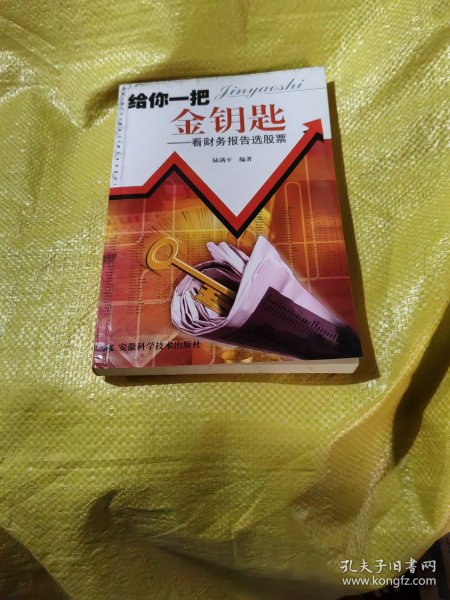 给你一把
Jinyaoshi
金钥匙
——看财务报告选股票
陆满平 编著
安徽科学技术出版社
孔夫子旧书网
www.kongfz.com